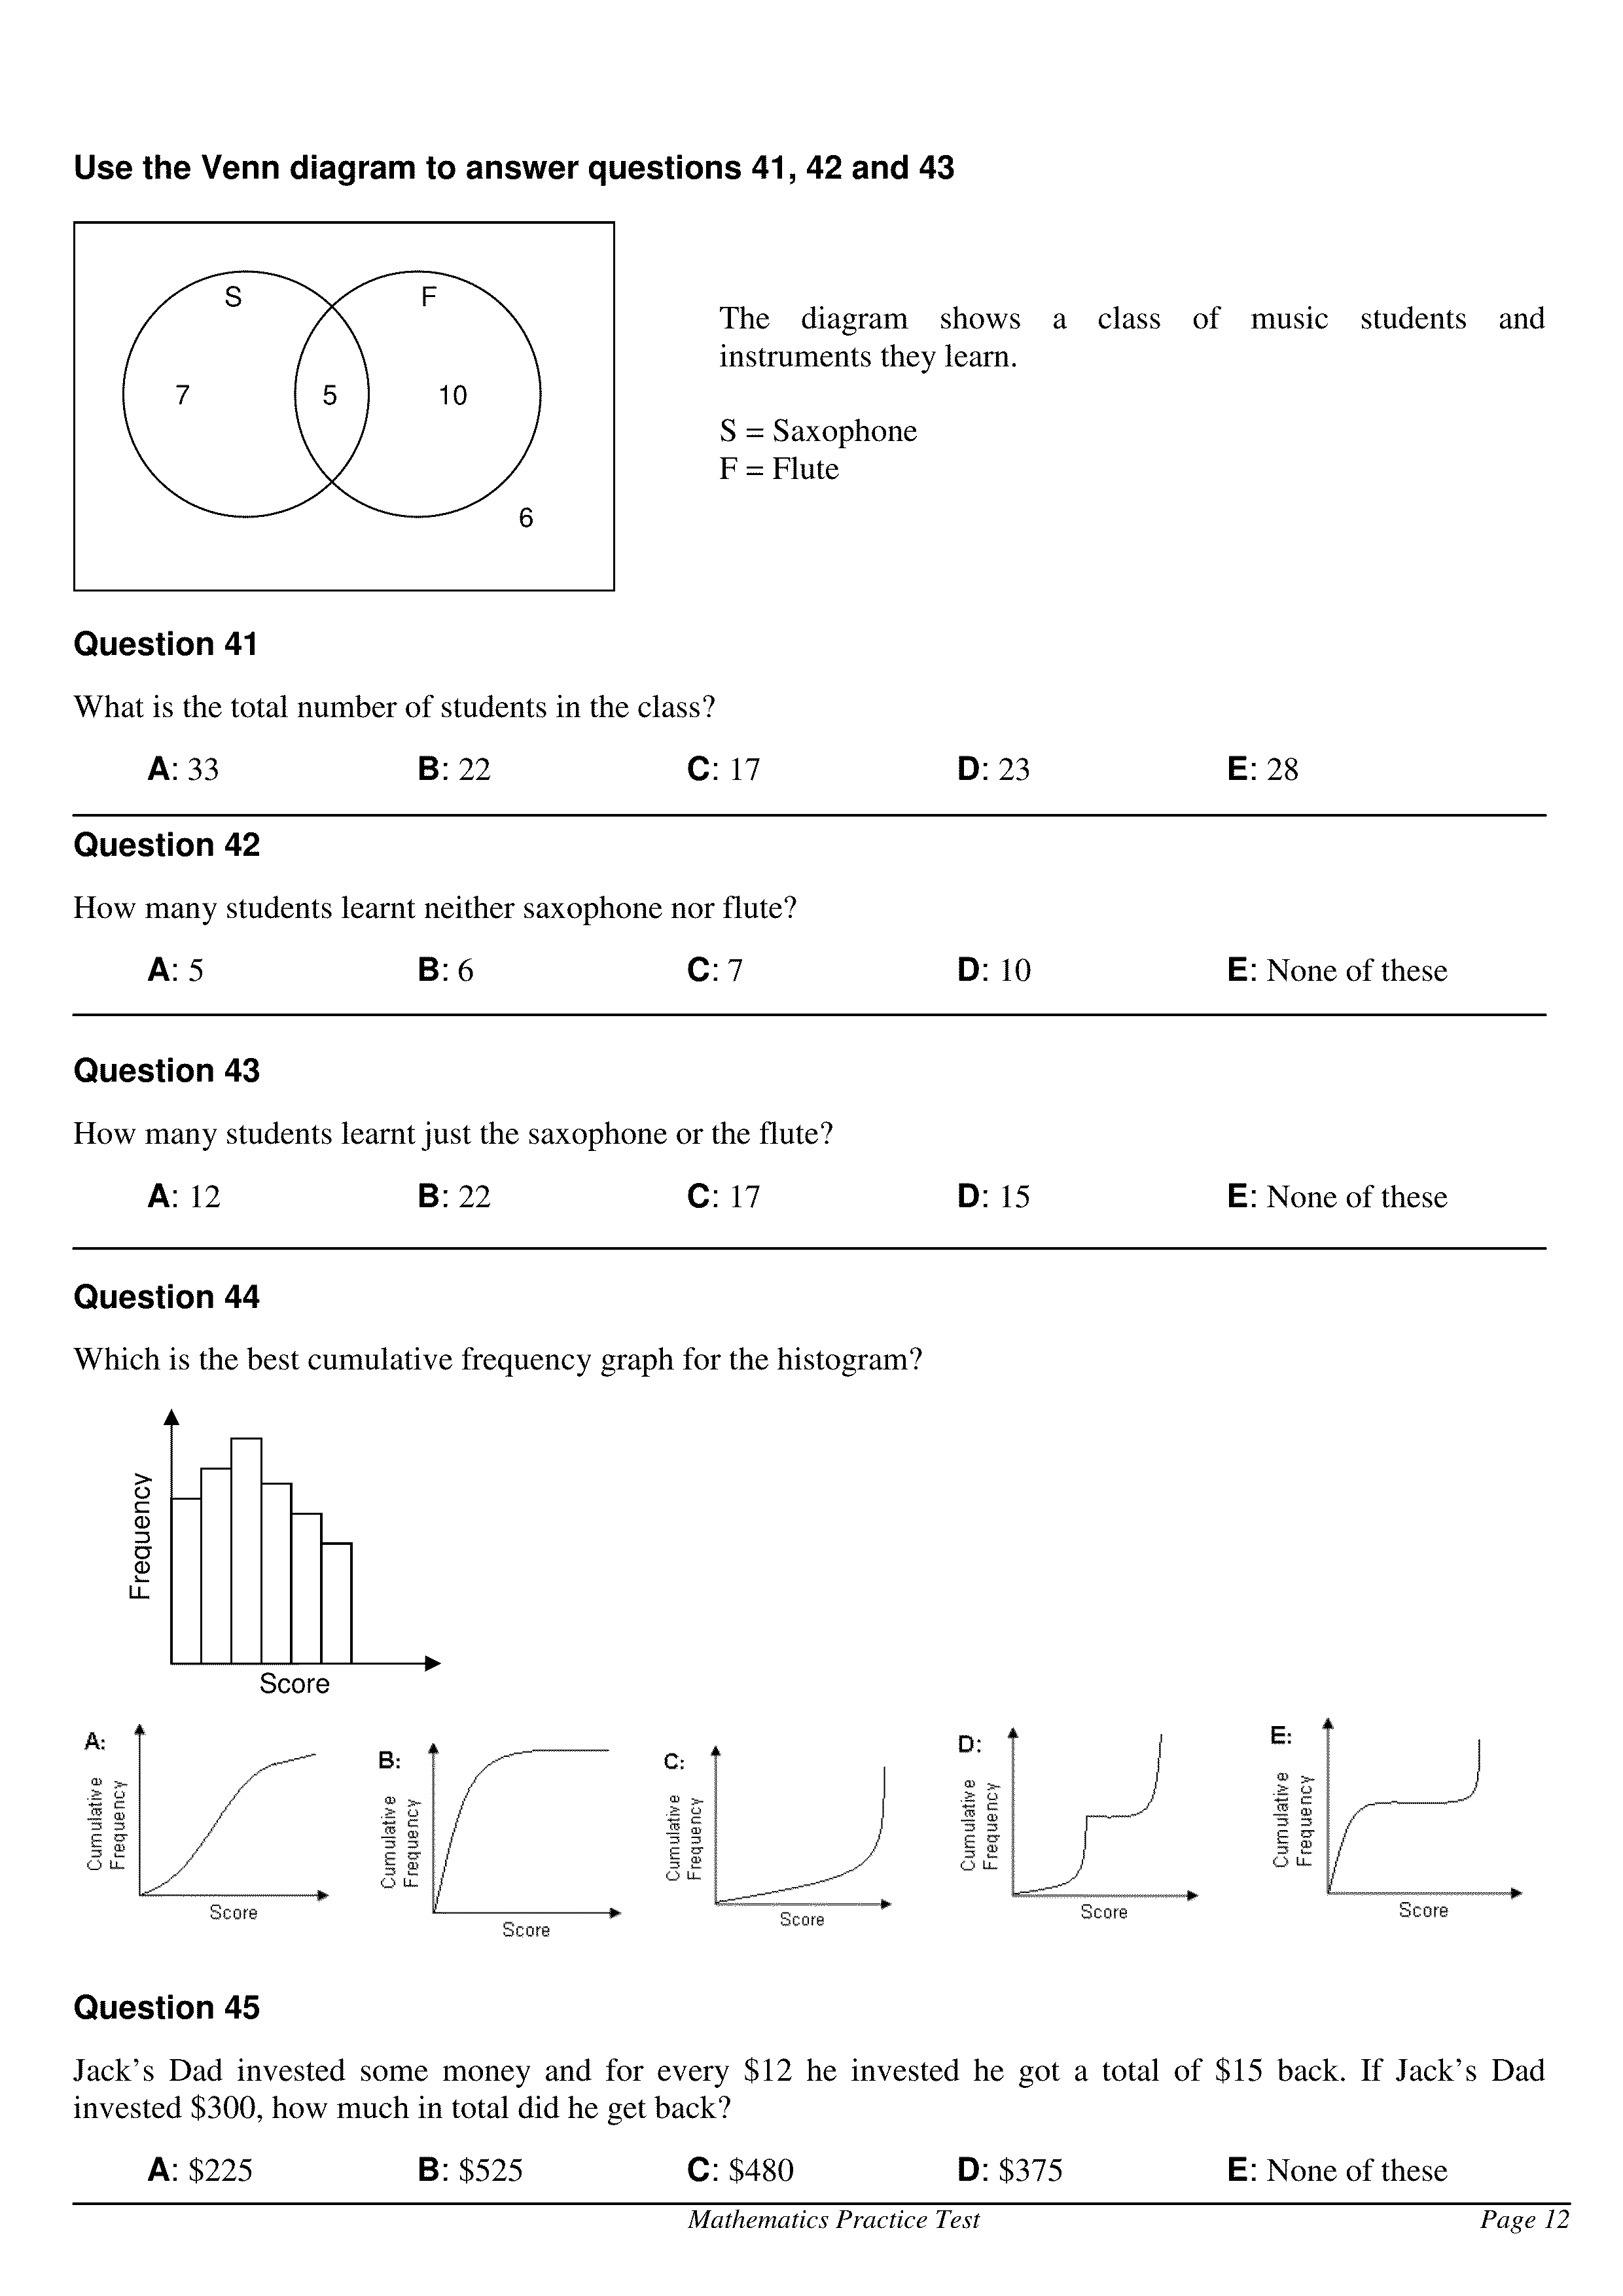 Use the Venn diagram to answer questions 41, 42 and 43
S F
7 5 10
6
The diagram shows a class of music students and
instruments they learn.
S = Saxophone
F = Flute
Question 41
What is the total number of students in the class?
A: 33 B: 22 C: 17 D: 23 E: 28
Question 42
How many students learnt neither saxophone nor flute?
A: 5 B: 6 C: 7 D: 10 E: None of these
Question 43
How many students learnt just the saxophone or the flute?
A: 12 B: 22 C: 17 D: 15 E: None of these
Question 44
Which is the best cumulative frequency graph for the histogram?
Frequency
Score
A:
Cumulative
Frequency
Score
B:
Cumulative
Frequency
Score
C:
Cumulative
Frequency
Score
D:
Cumulative
Frequency
Score
E:
Cumulative
Frequency
Score
Question 45
Jack's Dad invested some money and for every $12 he invested he got a total of $15 back. If Jack's Dad
invested $300, how much in total did he get back?
A: $225 B: $525 C: $480 D: $375 E: None of these
Mathematics Practice Test Page 12